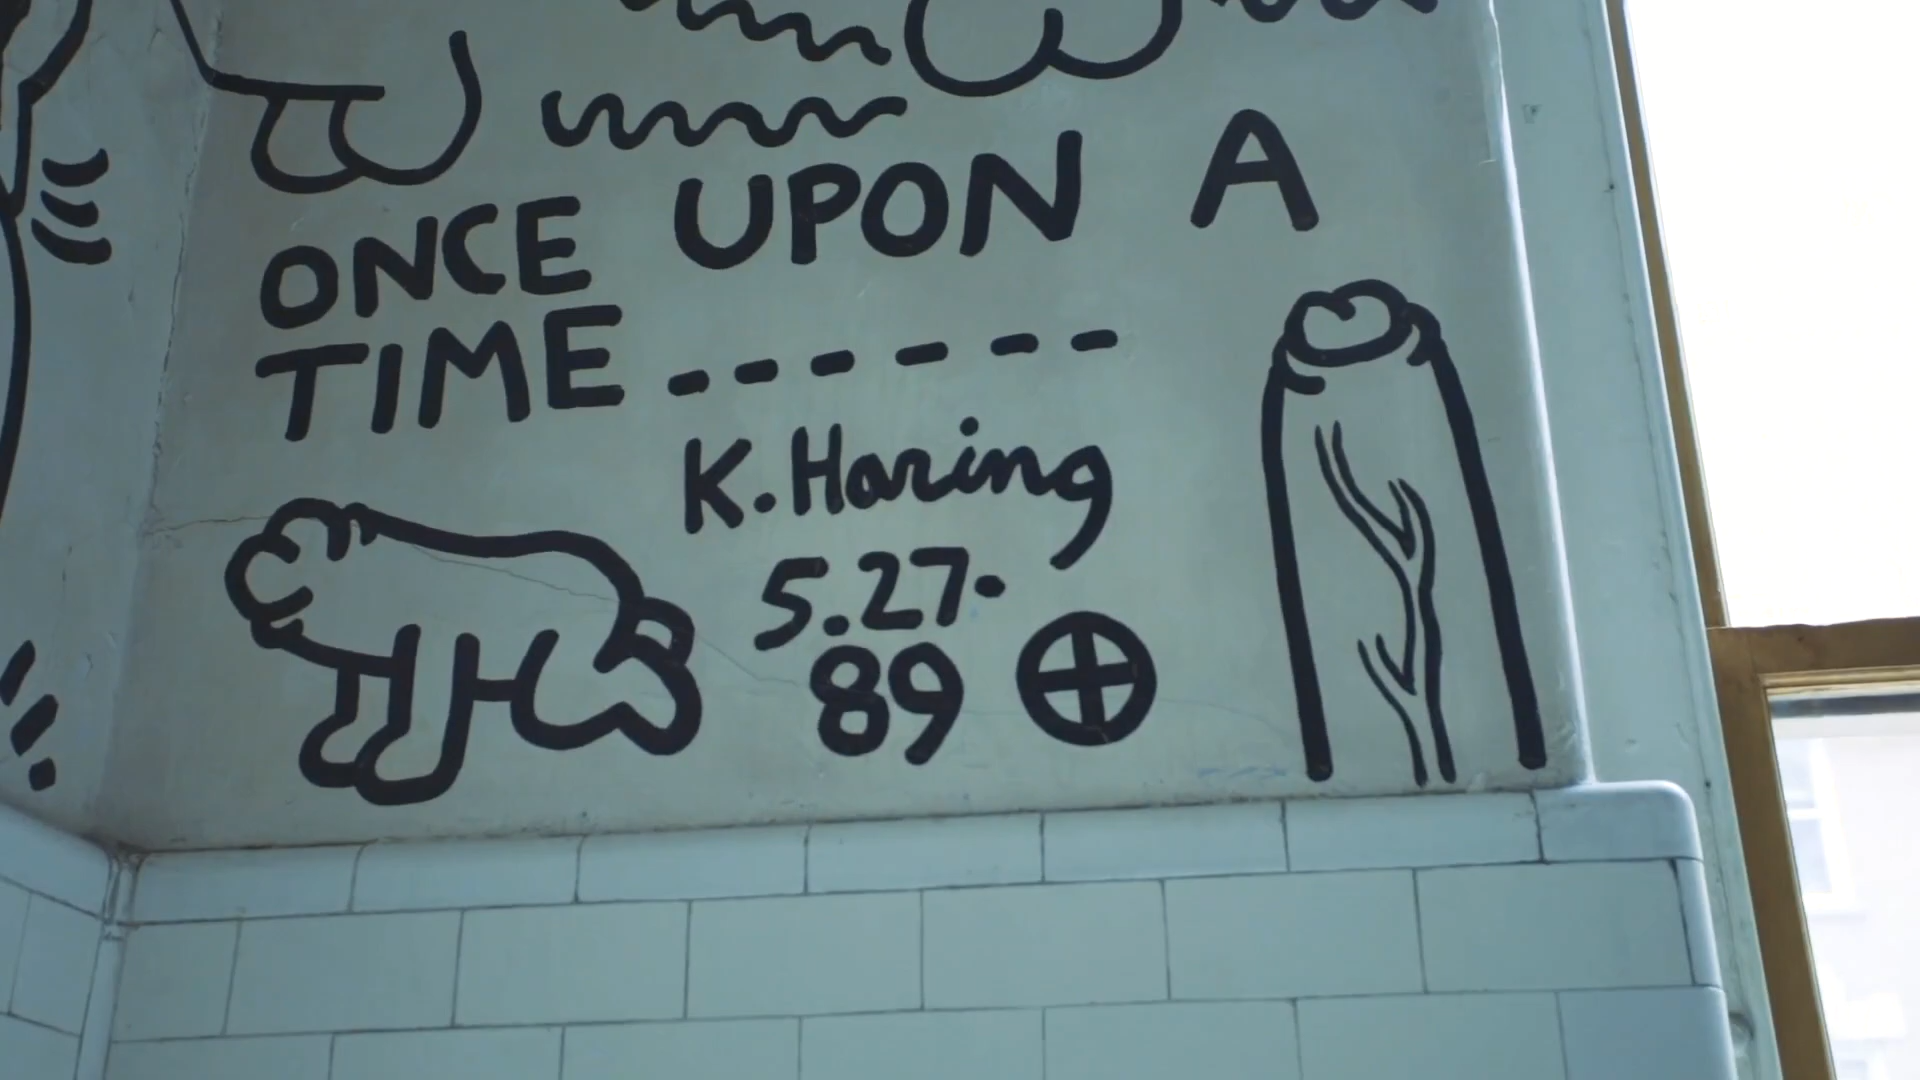 ONCE UPON A
TIME ------
K. Haring
5.27.
89